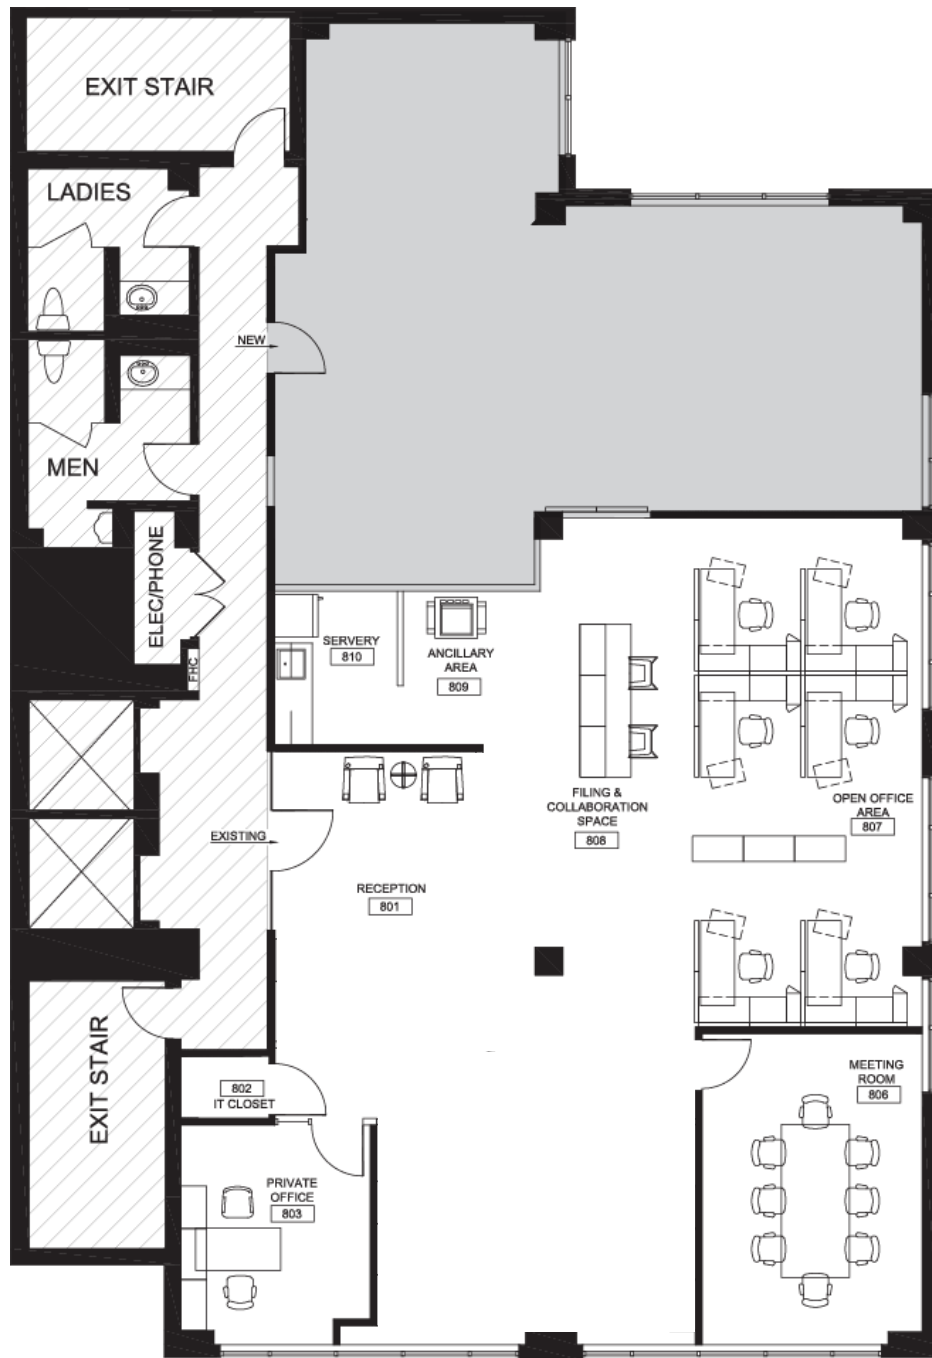 EXIT STAIR
LADIES
NEW
MEN
ELEC/PHONE
FHC
SERVERY
810
ANCILLARY
AREA
809
FILING &
COLLABORATION
SPACE
808
OPEN OFFICE
AREA
807
EXISTING
RECEPTION
801
EXIT STAIR
802
IT CLOSET
MEETING
ROOM
806
PRIVATE
OFFICE
803